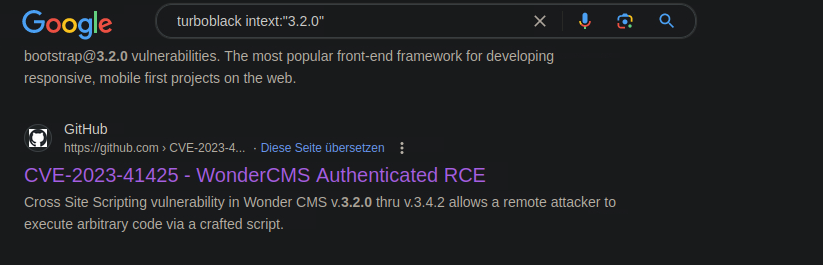 Google
turboblack intext:"3.2.0"
bootstrap@3.2.0 vulnerabilities. The most popular front-end framework for developing
responsive, mobile first projects on the web.
GitHub
https://github.com › CVE-2023-4... · Diese Seite übersetzen
CVE-2023-41425 - WonderCMS Authenticated RCE
Cross Site Scripting vulnerability in Wonder CMS v.3.2.0 thru v.3.4.2 allows a remote attacker to
execute arbitrary code via a crafted script.